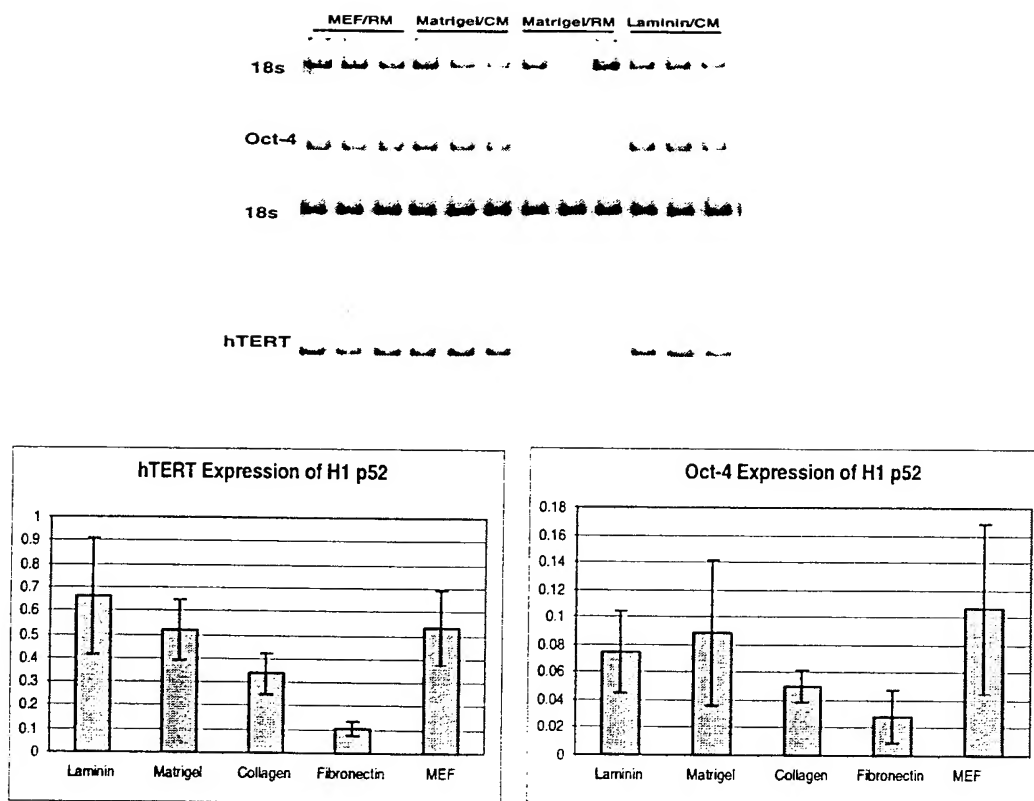 MEF/RM Matrigel/CM Matrigel/RM Laminin/CM
18s
Oct-4
18s
hTERT
hTERT Expression of H1 p52
1
0.9
0.8
0.7
0.6
0.5
0.4
0.3
0.2
0.1
0
Laminin Matrigel Collagen Fibronectin MEF
Oct-4 Expression of H1 p52
0.18
0.16
0.14
0.12
0.1
0.08
0.06
0.04
0.02
0
Laminin Matrigel Collagen Fibronectin MEF